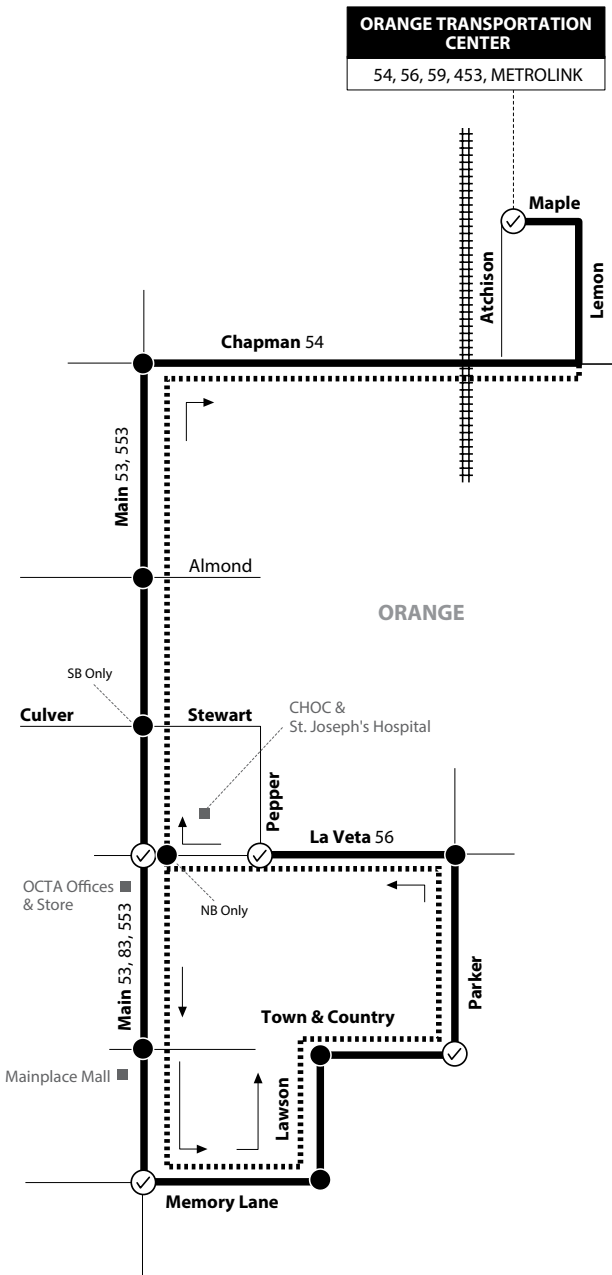 ORANGE TRANSPORTATION
CENTER
54, 56, 59, 453, METROLINK
Maple
Atchison
Lemon
Chapman 54
Main 53, 553
Almond
ORANGE
SB Only
Culver
Stewart
CHOC &
St. Joseph's Hospital
Pepper
La Veta 56
OCTA Offices
& Store
NB Only
Main 53, 83, 553
Parker
Town & Country
Mainplace Mall
Lawson
Memory Lane